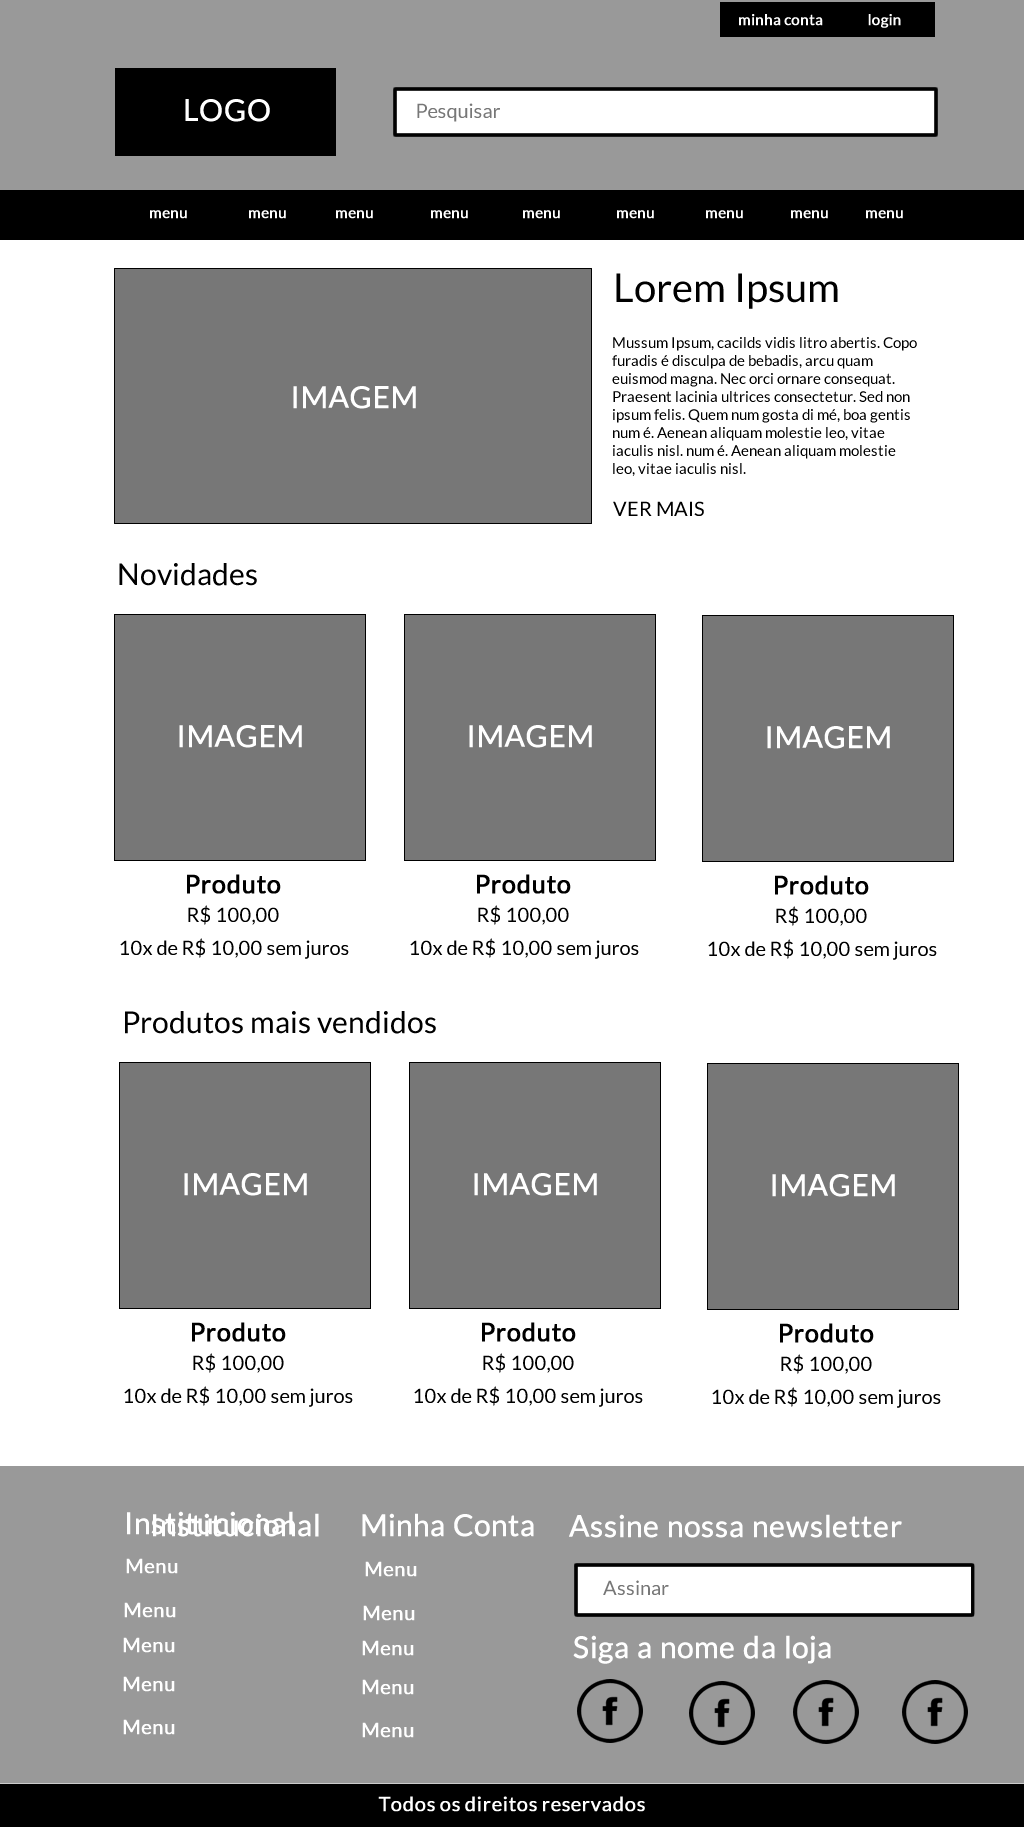 minha conta login
LOGO
Pesquisar
menu menu menu menu menu menu menu menu menu
IMAGEM
Lorem Ipsum
Mussum Ipsum, cacilds vidis litro abertis. Copo
furadis é disculpa de bebadis, arcu quam
euismod magna. Nec orci ornare consequat.
Praesent lacinia ultrices consectetur. Sed non
ipsum felis. Quem num gosta di mé, boa gentis
num é. Aenean aliquam molestie leo, vitae
iaculis nisl. num é. Aenean aliquam molestie
leo, vitae iaculis nisl.
VER MAIS
Novidades
IMAGEM IMAGEM IMAGEM
Produto Produto Produto
R$ 100,00 R$ 100,00 R$ 100,00
10x de R$ 10,00 sem juros 10x de R$ 10,00 sem juros 10x de R$ 10,00 sem juros
Produtos mais vendidos
IMAGEM IMAGEM IMAGEM
Produto Produto Produto
R$ 100,00 R$ 100,00 R$ 100,00
10x de R$ 10,00 sem juros 10x de R$ 10,00 sem juros 10x de R$ 10,00 sem juros
Institucional Institucional
Menu
Menu
Menu
Menu
Menu
Minha Conta
Menu
Menu
Menu
Menu
Menu
Assine nossa newsletter
Assinar
Siga a nome da loja
f f f f
Todos os direitos reservados